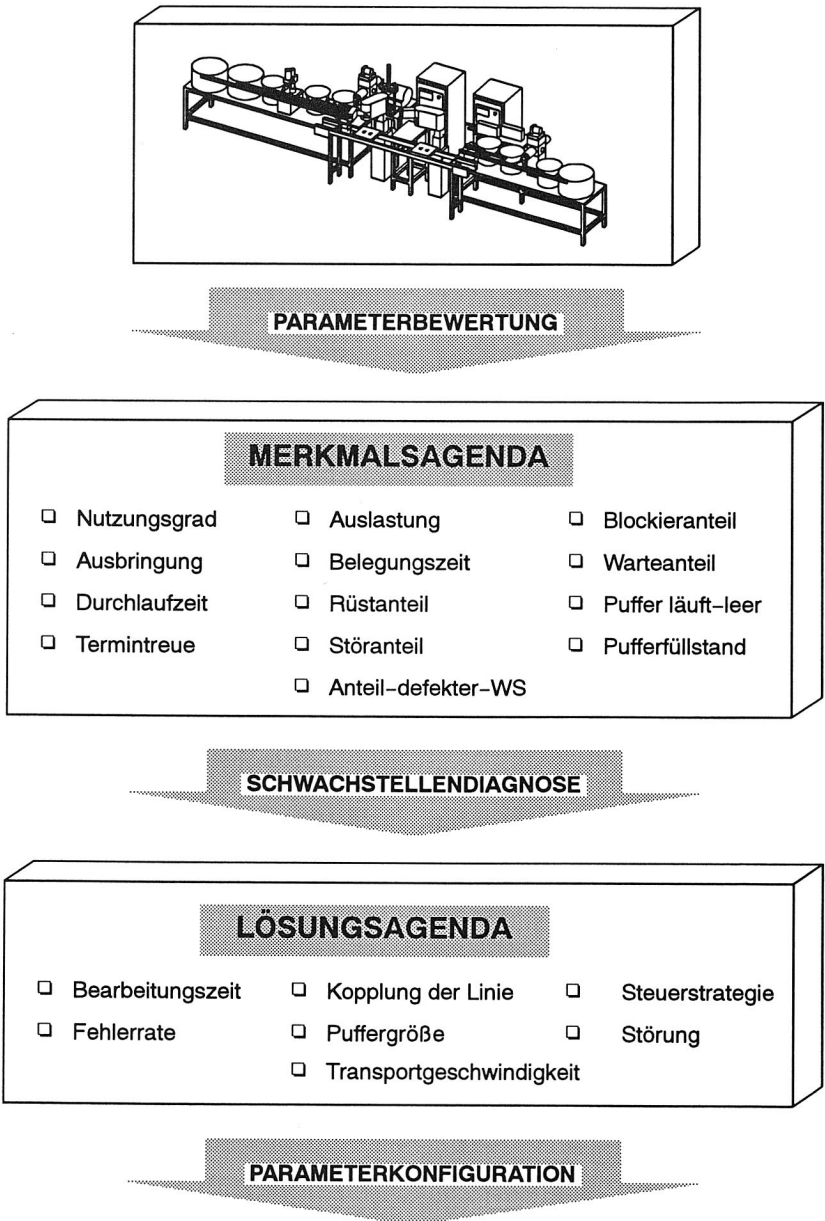 PARAMETERBEWERTUNG
MERKMALSAGENDA
❏ Nutzungsgrad ❏ Auslastung ❏ Blockieranteil
❏ Ausbringung ❏ Belegungszeit ❏ Warteanteil
❏ Durchlaufzeit ❏ Rüstanteil ❏ Puffer läuft–leer
❏ Termintreue ❏ Störanteil ❏ Pufferfüllstand
❏ Anteil–defekter–WS
SCHWACHSTELLENDIAGNOSE
LÖSUNGSAGENDA
❏ Bearbeitungszeit ❏ Kopplung der Linie ❏ Steuerstrategie
❏ Fehlerrate ❏ Puffergröße ❏ Störung
❏ Transportgeschwindigkeit
PARAMETERKONFIGURATION